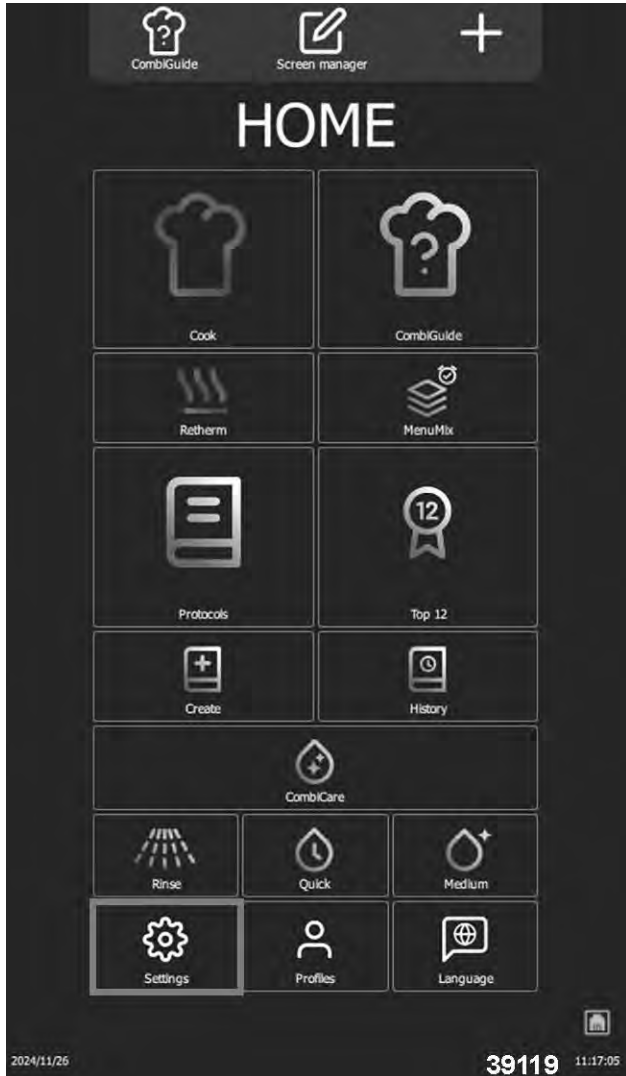 CombiGuide Screen manager
HOME
Cook CombiGuide
Retherm MenuMix
12
Protocols Top 12
Create History
CombiCare
Rinse Quick Medium
Settings Profiles Language
2024/11/26 39119 11:17:05